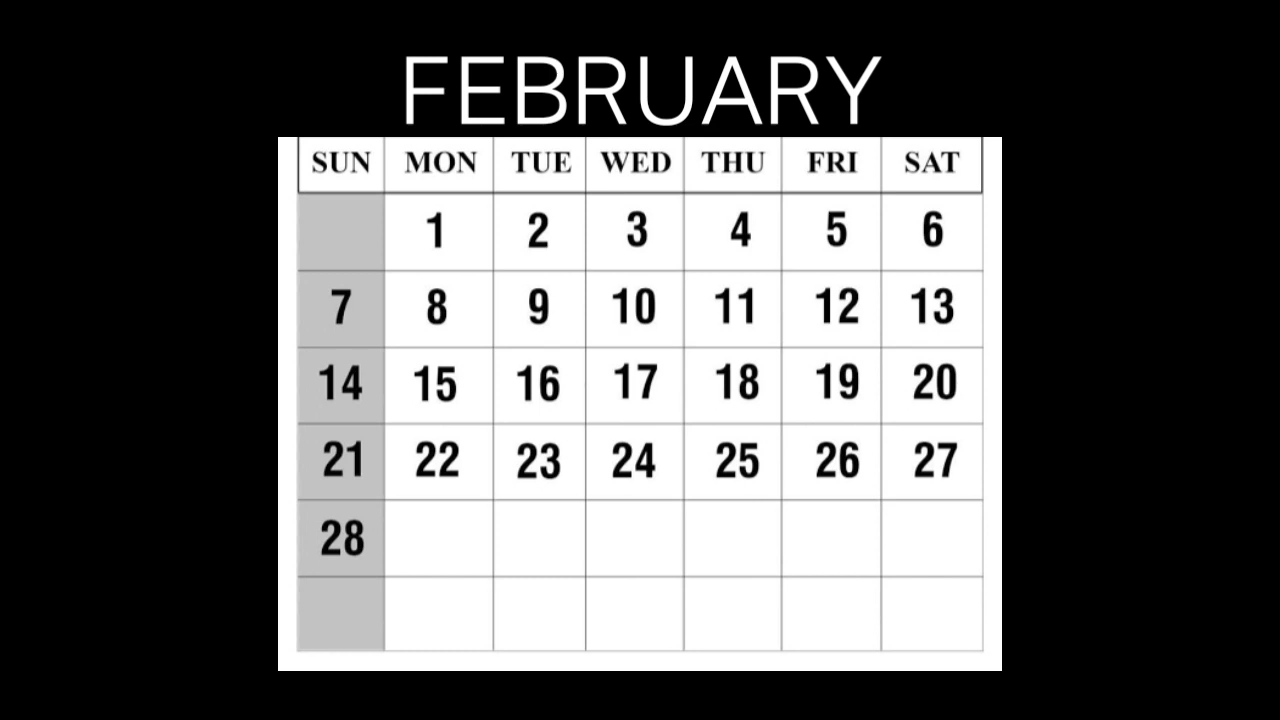 FEBRUARY
SUN MON TUE WED THU FRI SAT
1 2 3 4 5 6
7 8 9 10 11 12 13
14 15 16 17 18 19 20
21 22 23 24 25 26 27
28